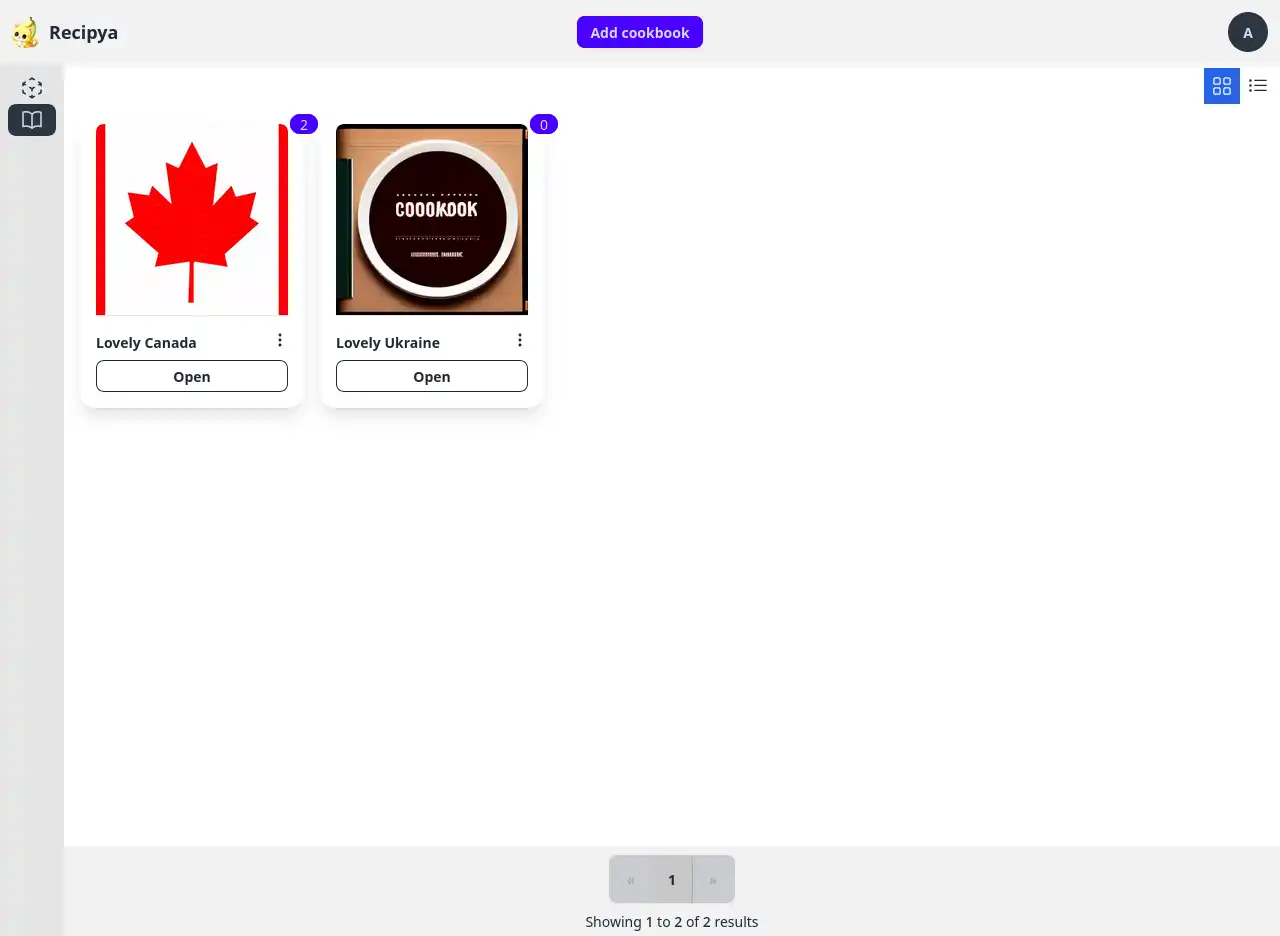 Recipya
Add cookbook
A
2
0
COOOKOOK
Lovely Canada
Lovely Ukraine
Open
Open
«
1
»
Showing 1 to 2 of 2 results